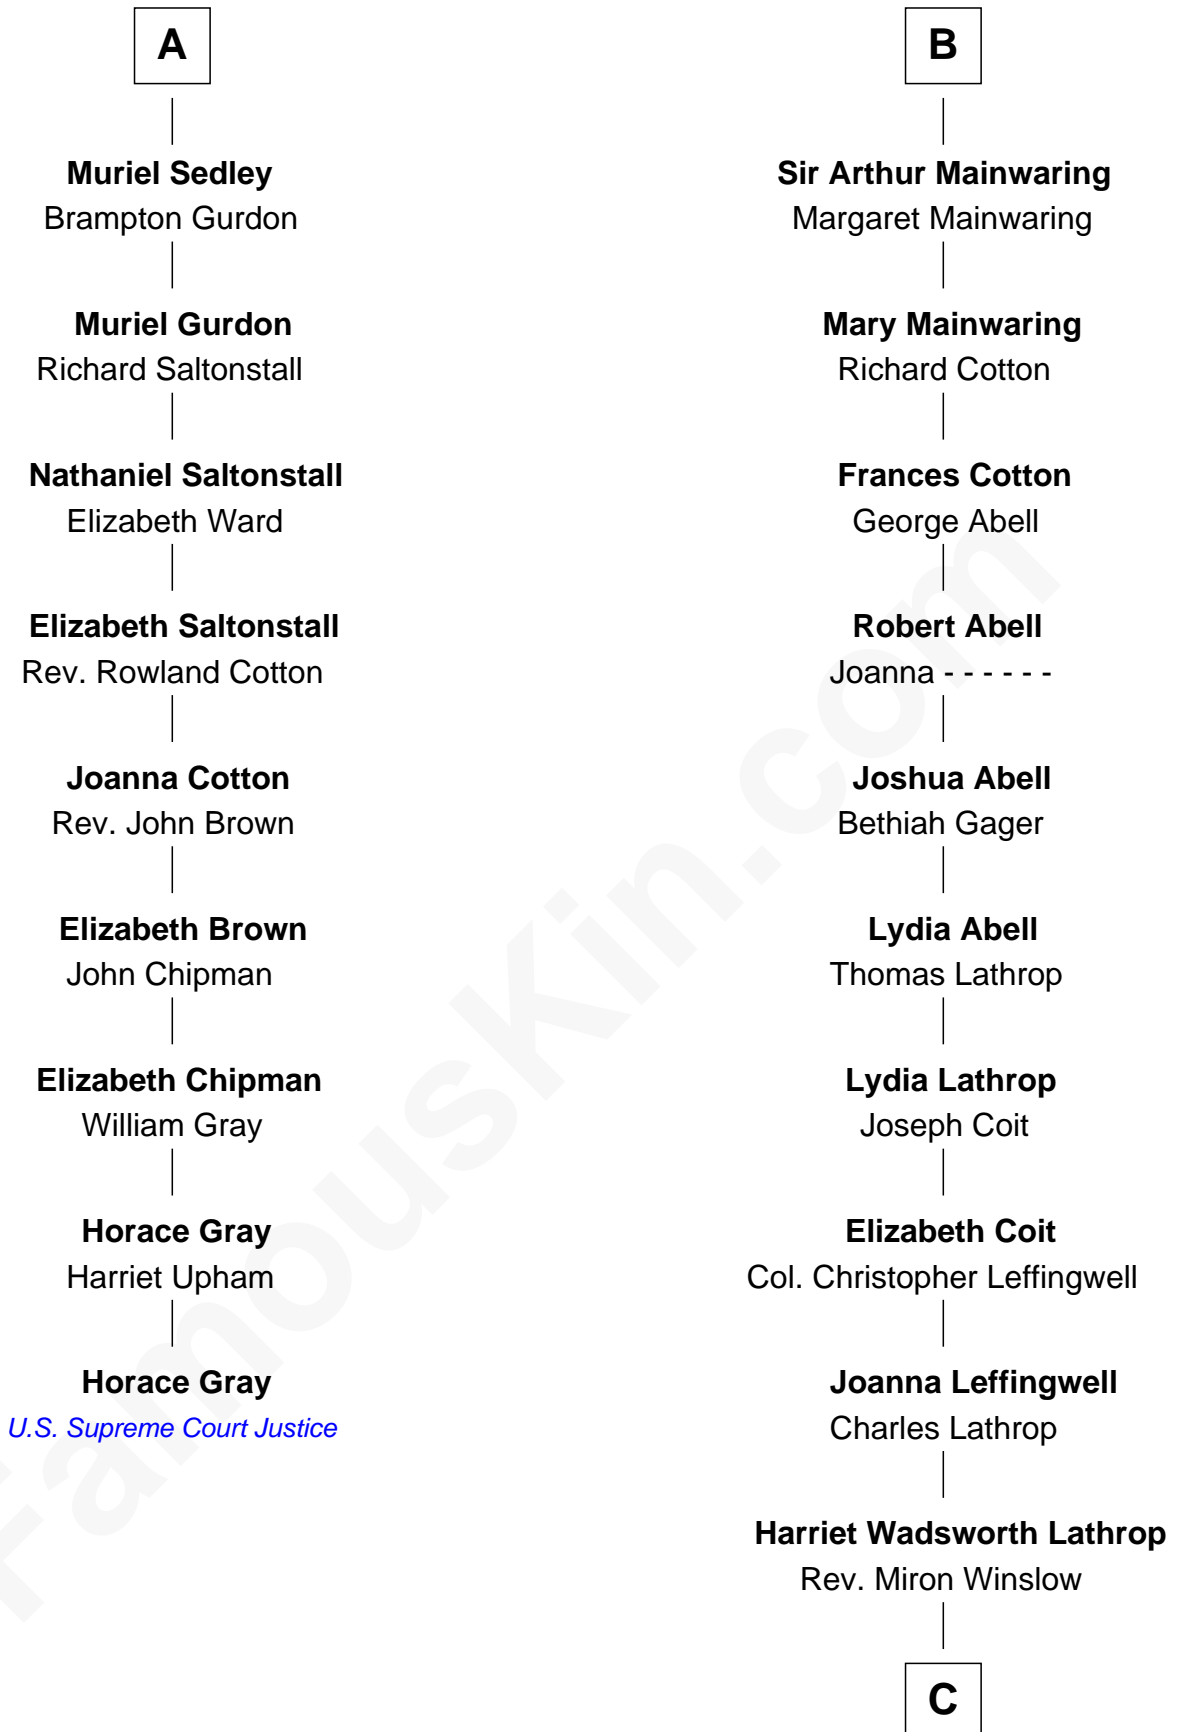 A
Muriel Sedley
Brampton Gurdon
Muriel Gurdon
Richard Saltonstall
Nathaniel Saltonstall
Elizabeth Ward
Elizabeth Saltonstall
Rev. Rowland Cotton
Joanna Cotton
Rev. John Brown
Elizabeth Brown
John Chipman
Elizabeth Chipman
William Gray
Horace Gray
Harriet Upham
Horace Gray
U.S. Supreme Court Justice
B
Sir Arthur Mainwaring
Margaret Mainwaring
Mary Mainwaring
Richard Cotton
Frances Cotton
George Abell
Robert Abell
Joanna - - - - - -
Joshua Abell
Bethiah Gager
Lydia Abell
Thomas Lathrop
Lydia Lathrop
Joseph Coit
Elizabeth Coit
Col. Christopher Leffingwell
Joanna Leffingwell
Charles Lathrop
Harriet Wadsworth Lathrop
Rev. Miron Winslow
C
FamousKin.com